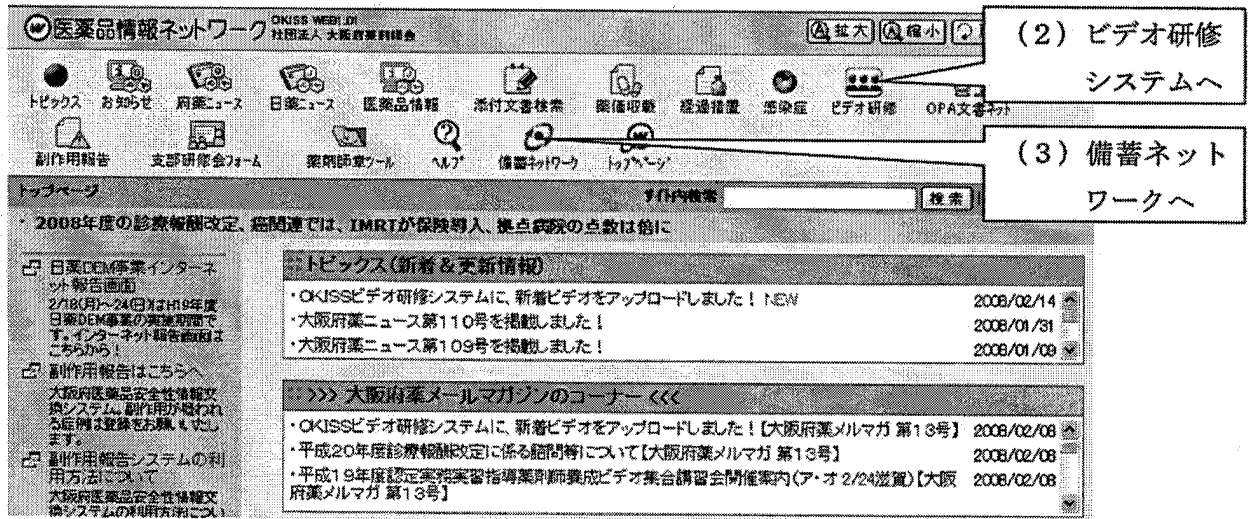 医薬品情報ネットワーク
OKISS WEB1.01
社団法人 大阪府薬剤師会
拡大
縮小
(2) ビデオ研修
システムへ
トピックス お知らせ 府薬ニュース 日薬ニュース 医薬品情報 添付文書検索 薬価収載 経過措置 感染症 ビデオ研修 OPA文書ネット
副作用報告 支部研修会フォーム 薬剤師章ツール ヘルプ 備蓄ネットワーク トップページ
(3) 備蓄ネット
ワークへ
トップページ
サイト内検索
検索
・2008年度の診療報酬改定、癌関連では、IMRTが保険導入、拠点病院の点数は倍に
日薬DEM事業インターネ
ット報告画面
2/18(月)~24(日)はH19年度
日薬DEM事業の実施期間で
す。インターネット報告画面は
こちらから!
副作用報告はこちらへ
大阪府医薬品安全性情報交
換システム。副作用が疑われ
る症例は登録をお願いいたし
ます。
副作用報告システムの利
用方法について
大阪府医薬品安全性情報交
換システムの利用方法につい
トピックス(新着&更新情報)
・OKISSビデオ研修システムに、新着ビデオをアップロードしました! NEW 2008/02/14
・大阪府薬ニュース第110号を掲載しました! 2008/01/31
・大阪府薬ニュース第109号を掲載しました! 2008/01/09
>>> 大阪府薬メールマガジンのコーナー <<<
・OKISSビデオ研修システムに、新着ビデオをアップロードしました!【大阪府薬メルマガ 第13号】 2008/02/08
・平成20年度診療報酬改定に係る諮問等について【大阪府薬メルマガ 第13号】 2008/02/08
・平成19年度認定実務実習指導薬剤師養成ビデオ集合講習会開催案内(ア・オ 2/24滋賀)【大阪 2008/02/08
府薬メルマガ 第13号】